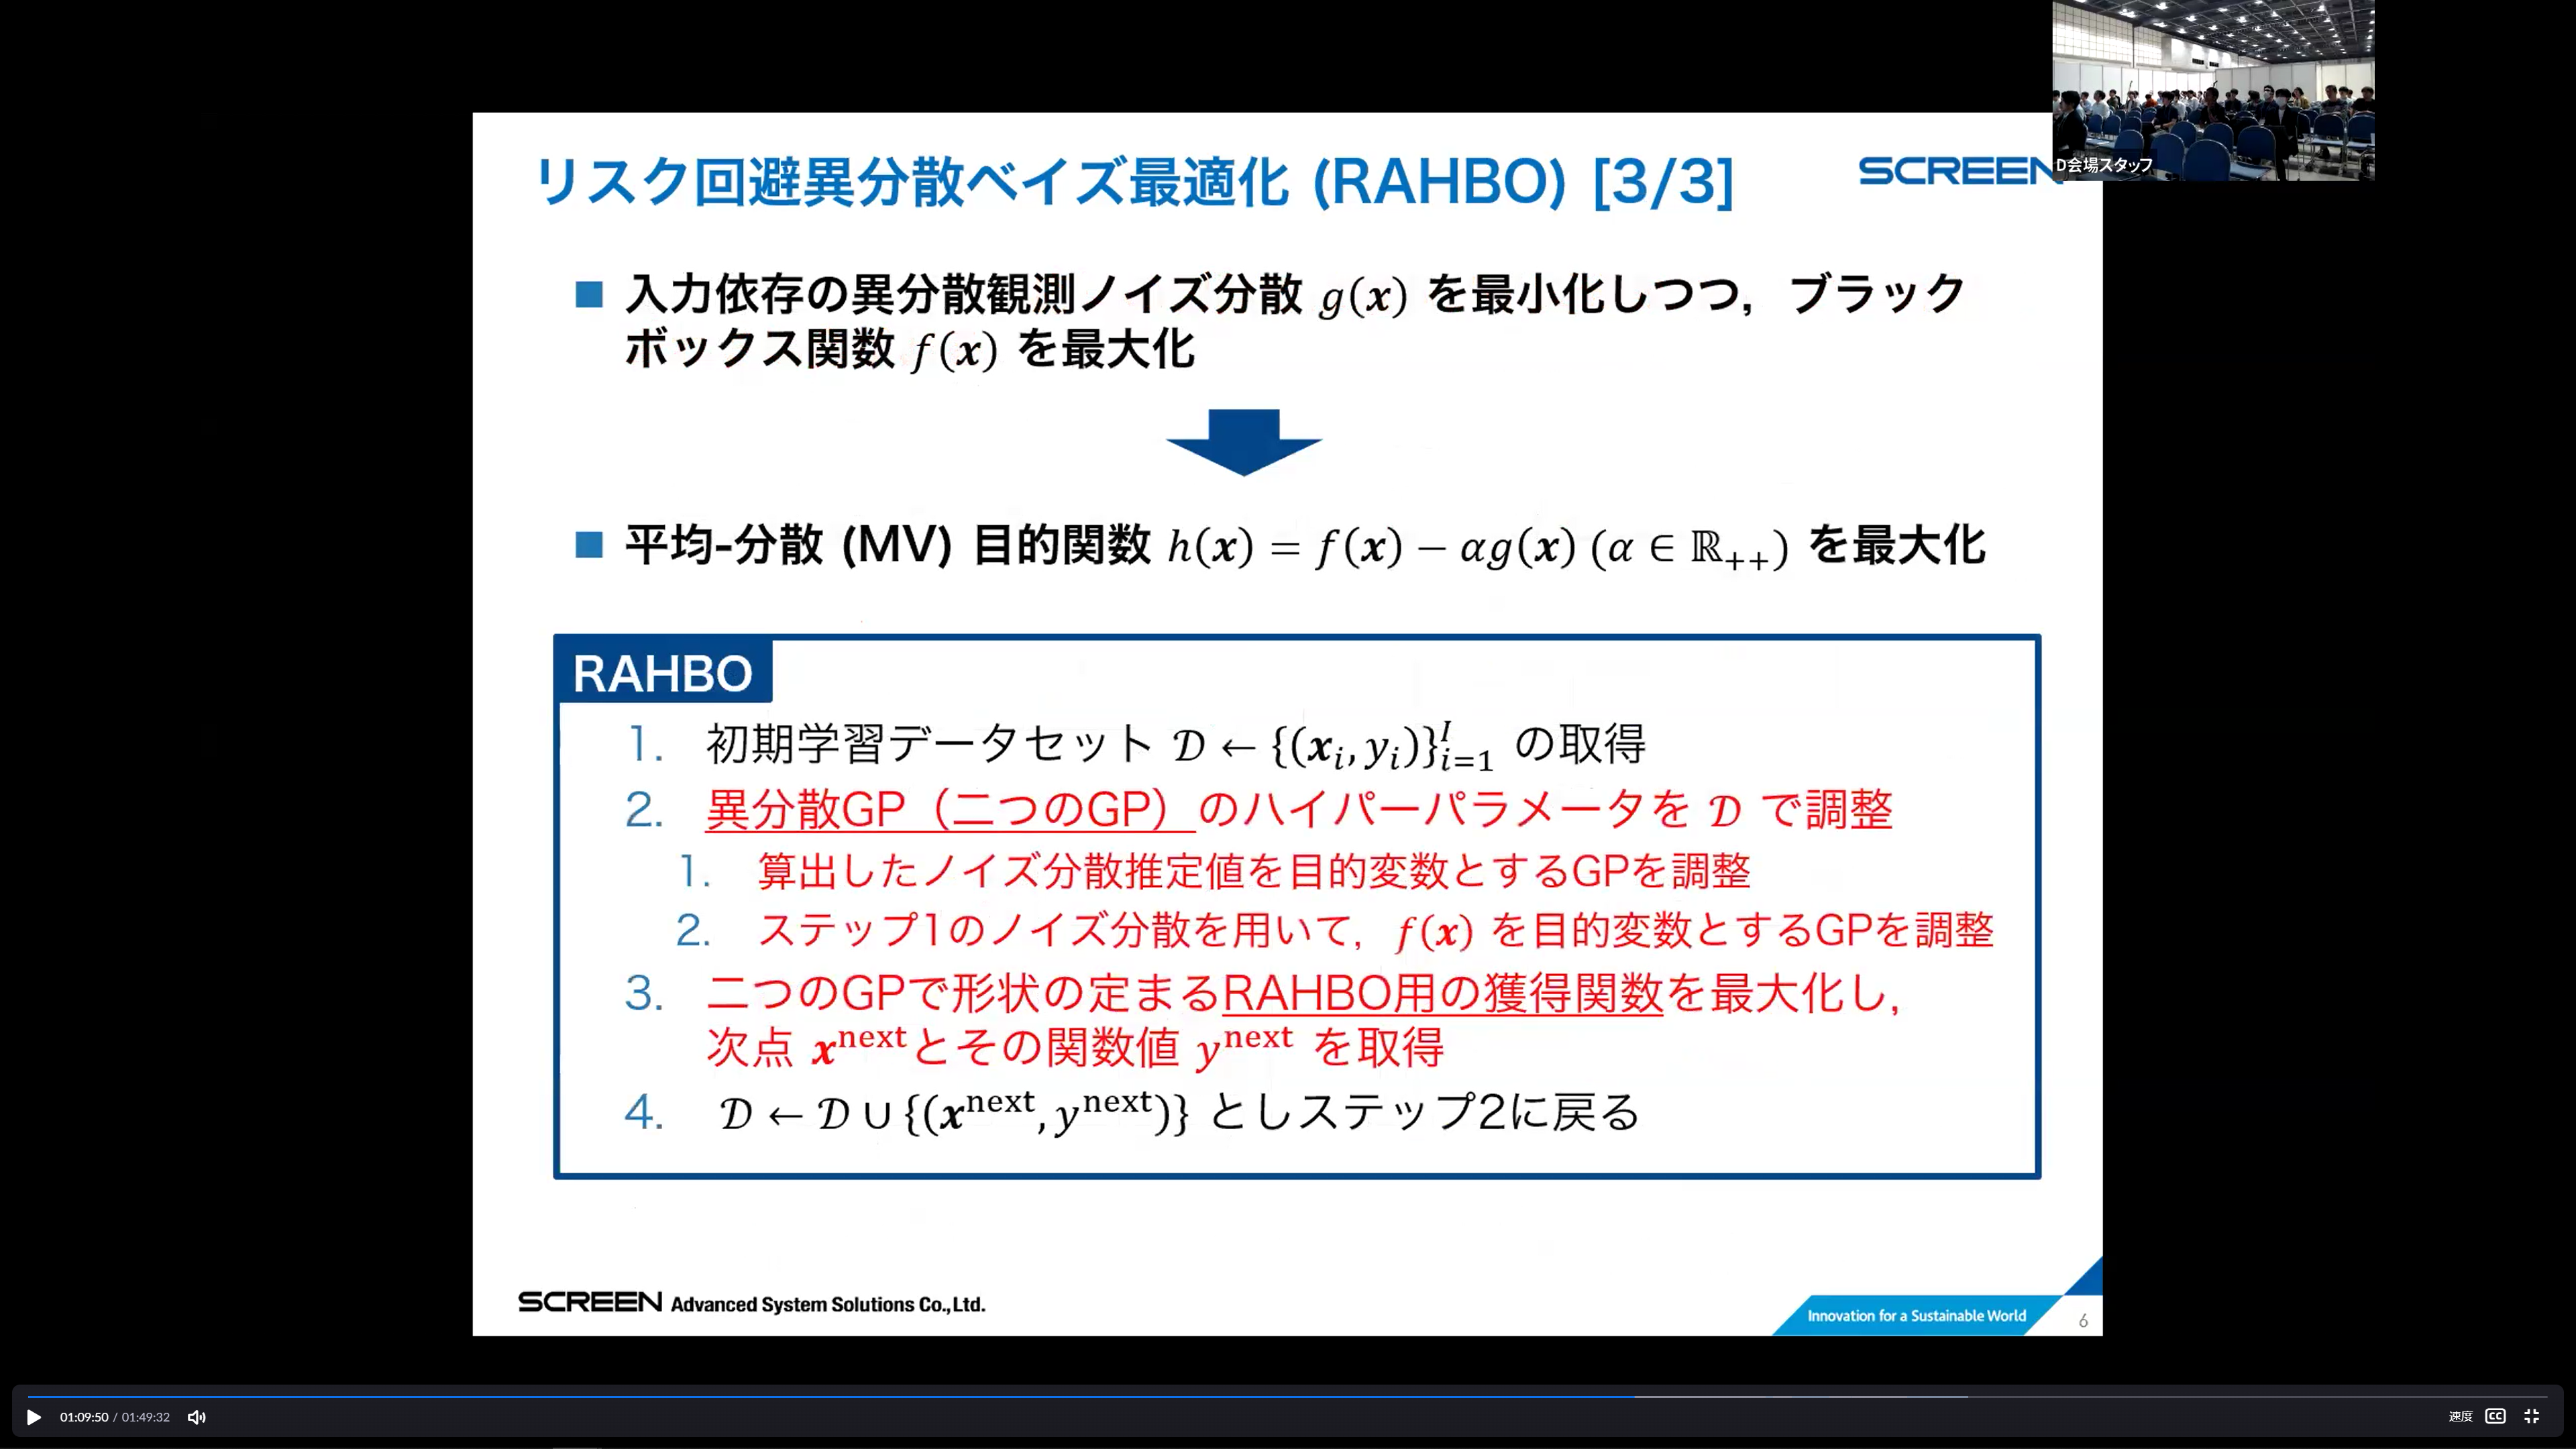 D会場スタッフ
リスク回避異分散ベイズ最適化 (RAHBO) [3/3]
SCREEN
■ 入力依存の異分散観測ノイズ分散 g(x) を最小化しつつ，ブラック
ボックス関数 f(x) を最大化
■ 平均-分散 (MV) 目的関数 h(x) = f(x) − αg(x) (α ∈ ℝ₊₊) を最大化
RAHBO
1. 初期学習データセット 𝒟 ← {(xᵢ, yᵢ)}ᴵᵢ₌₁ の取得
2. 異分散GP（二つのGP）のハイパーパラメータを 𝒟 で調整
1. 算出したノイズ分散推定値を目的変数とするGPを調整
2. ステップ1のノイズ分散を用いて，f(x) を目的変数とするGPを調整
3. 二つのGPで形状の定まるRAHBO用の獲得関数を最大化し，
次点 x^next とその関数値 y^next を取得
4. 𝒟 ← 𝒟 ∪ {(x^next, y^next)} としステップ2に戻る
SCREEN Advanced System Solutions Co., Ltd.
Innovation for a Sustainable World
6
01:09:50 / 01:49:32
速度
CC